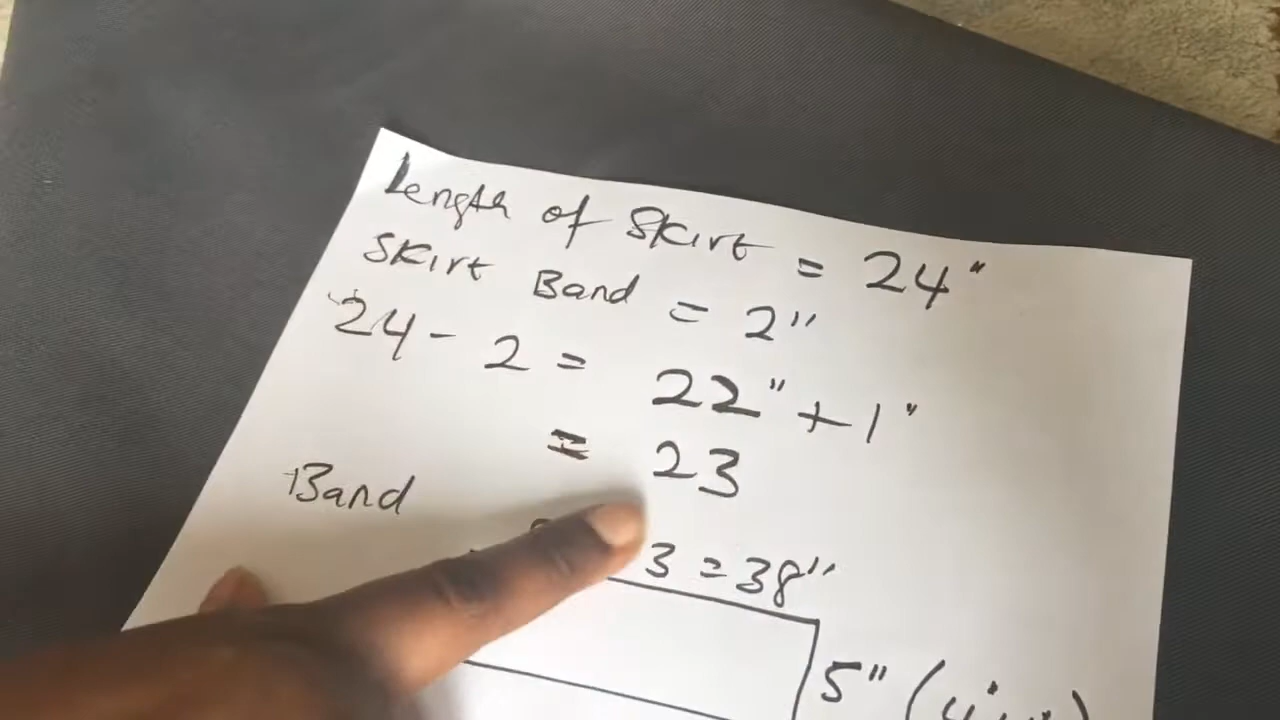 Length of Skirt = 24"
Skirt Band = 2"
24 - 2 = 22" + 1"
= 23
Band
3 = 38"
5" (